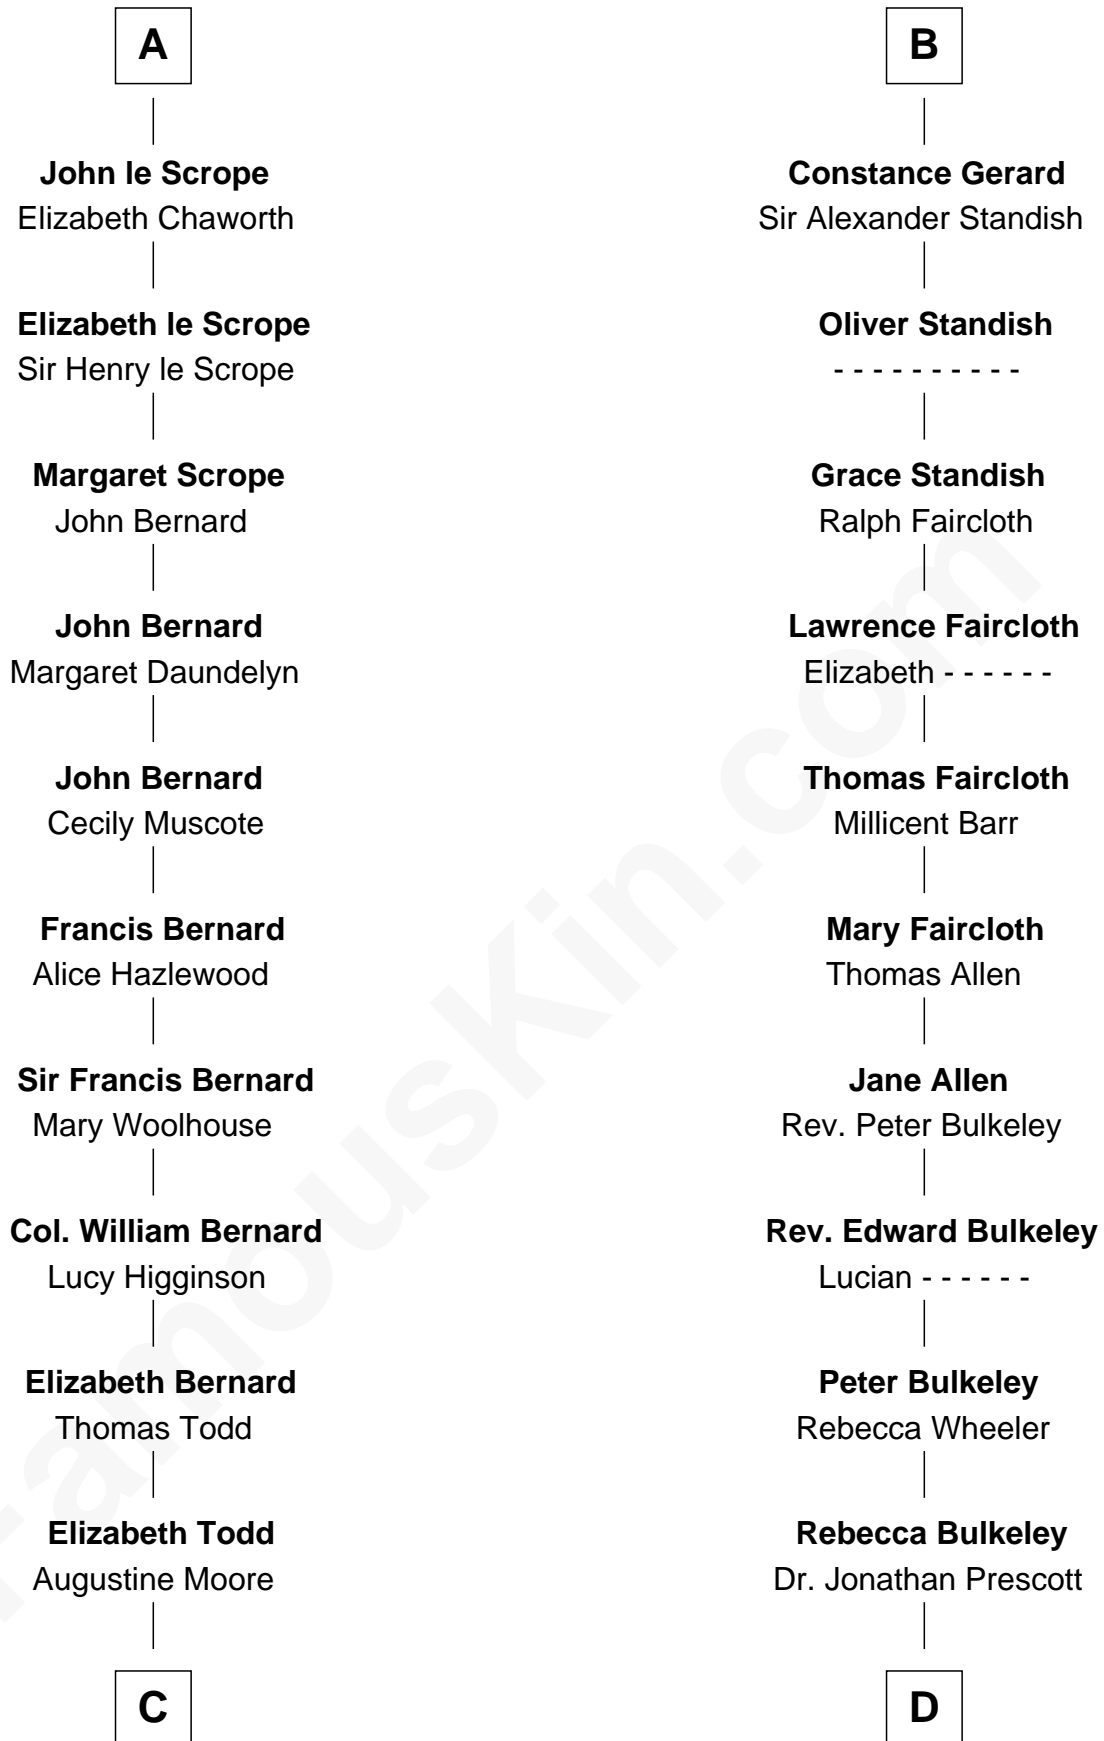 A
John le Scrope
Elizabeth Chaworth
Elizabeth le Scrope
Sir Henry le Scrope
Margaret Scrope
John Bernard
John Bernard
Margaret Daundelyn
John Bernard
Cecily Muscote
Francis Bernard
Alice Hazlewood
Sir Francis Bernard
Mary Woolhouse
Col. William Bernard
Lucy Higginson
Elizabeth Bernard
Thomas Todd
Elizabeth Todd
Augustine Moore
C
B
Constance Gerard
Sir Alexander Standish
Oliver Standish
- - - - - - - - - -
Grace Standish
Ralph Faircloth
Lawrence Faircloth
Elizabeth - - - - - -
Thomas Faircloth
Millicent Barr
Mary Faircloth
Thomas Allen
Jane Allen
Rev. Peter Bulkeley
Rev. Edward Bulkeley
Lucian - - - - - -
Peter Bulkeley
Rebecca Wheeler
Rebecca Bulkeley
Dr. Jonathan Prescott
D
FamousKin.com